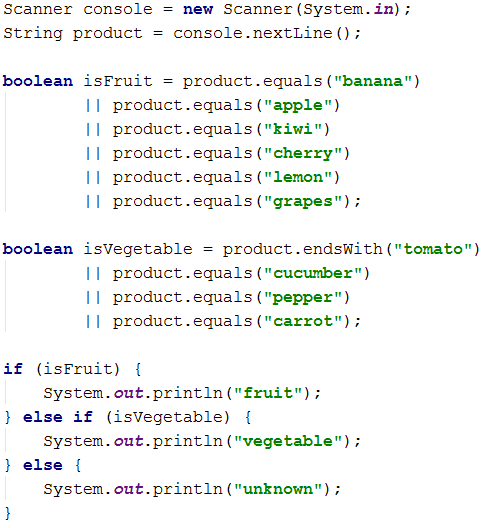 Scanner console = new Scanner(System.in);
String product = console.nextLine();
boolean isFruit = product.equals("banana")
|| product.equals("apple")
|| product.equals("kiwi")
|| product.equals("cherry")
|| product.equals("lemon")
|| product.equals("grapes");
boolean isVegetable = product.endsWith("tomato")
|| product.equals("cucumber")
|| product.equals("pepper")
|| product.equals("carrot");
if (isFruit) {
System.out.println("fruit");
} else if (isVegetable) {
System.out.println("vegetable");
} else {
System.out.println("unknown");
}